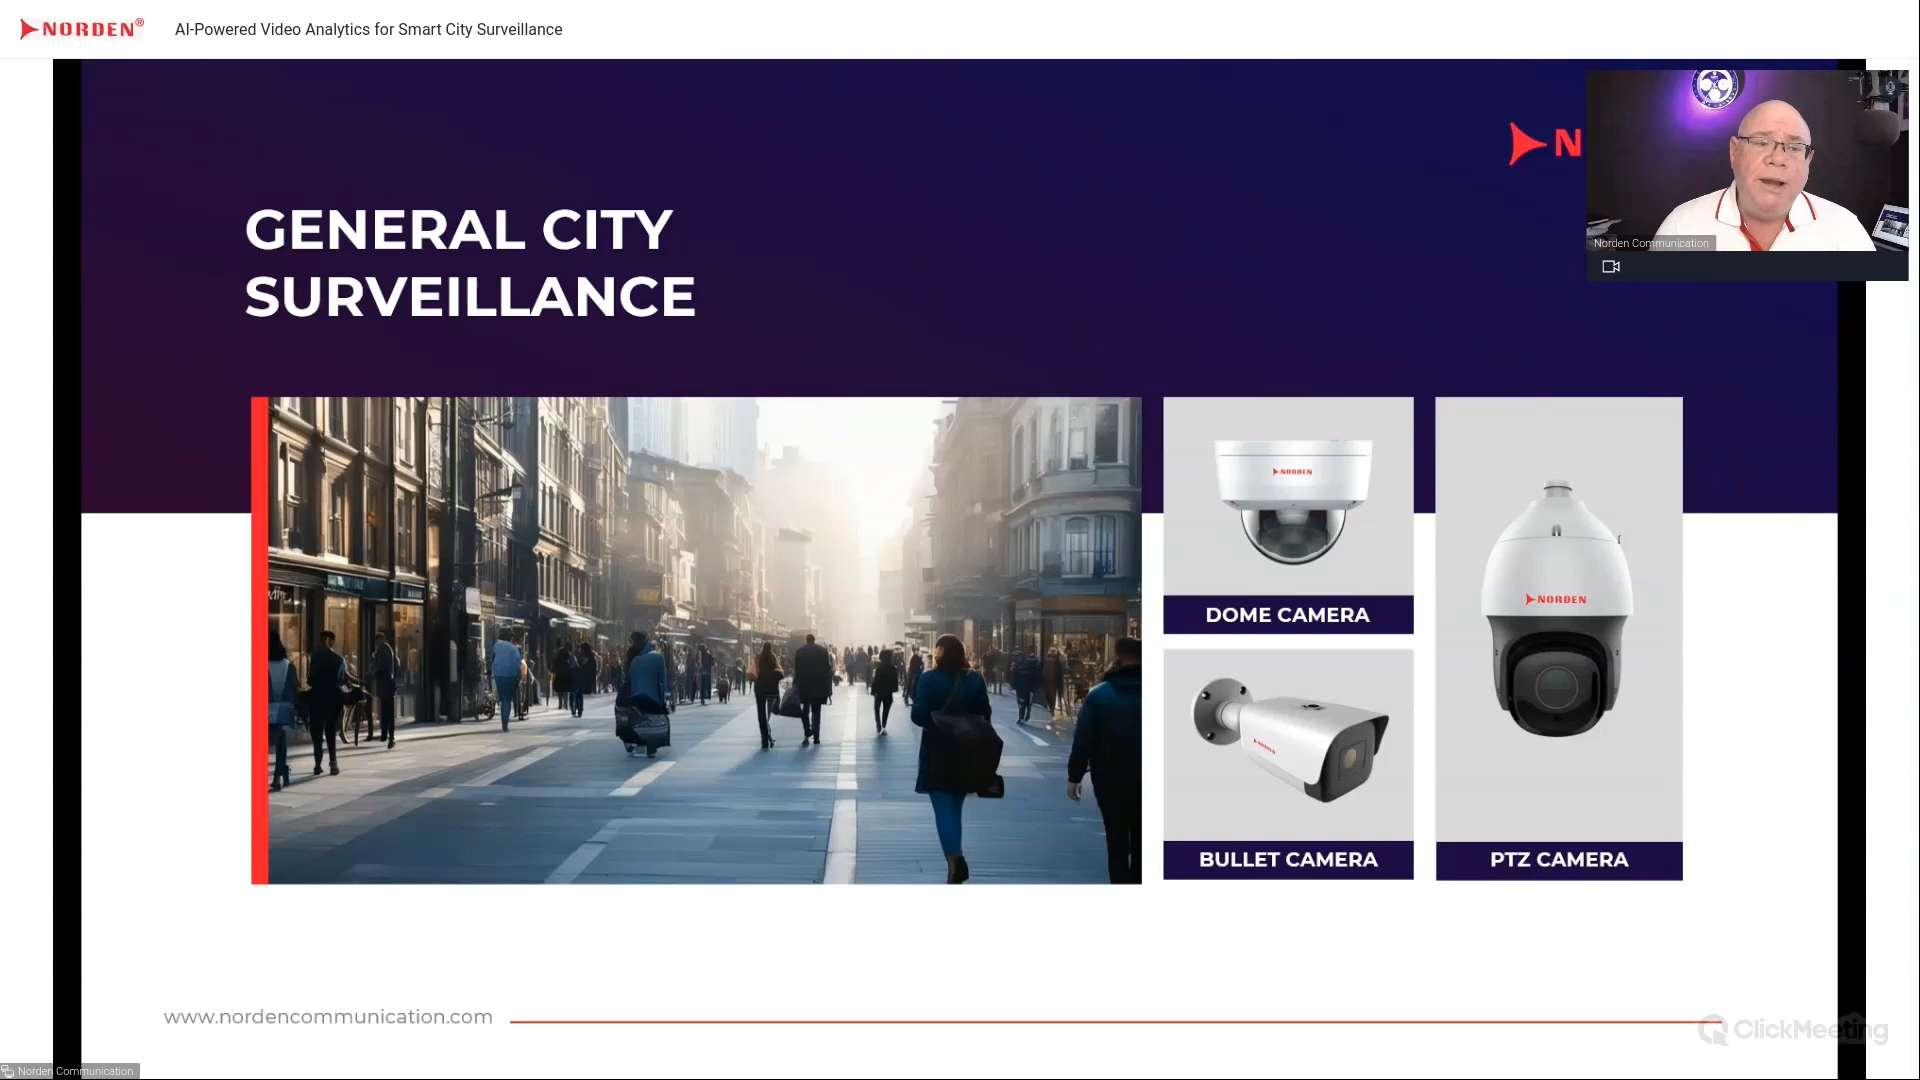 NORDEN®
AI-Powered Video Analytics for Smart City Surveillance
N
GENERAL CITY
SURVEILLANCE
Norden Communication
NORDEN
DOME CAMERA
NORDEN
BULLET CAMERA
NORDEN
PTZ CAMERA
www.nordencommunication.com
ClickMeeting
Norden Communication